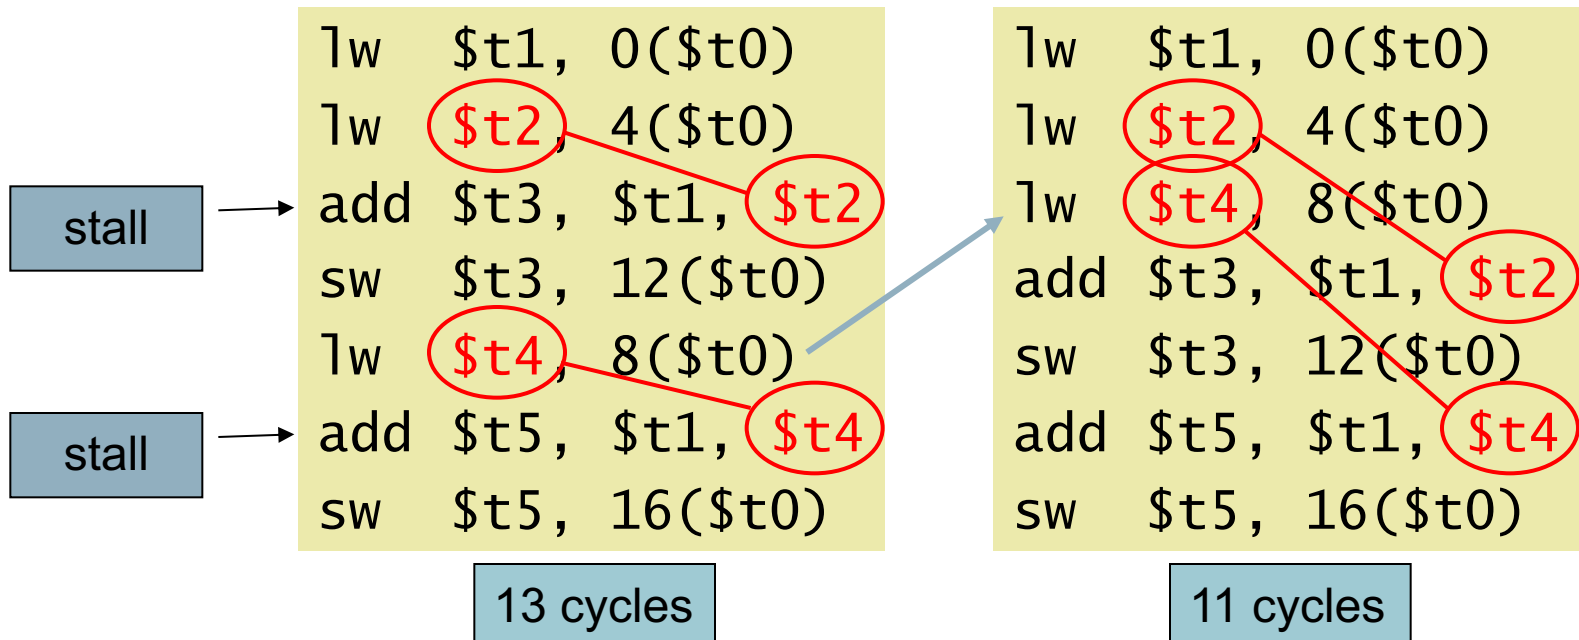 lw $t1, 0($t0)
lw $t2, 4($t0)
add $t3, $t1, $t2
sw $t3, 12($t0)
lw $t4, 8($t0)
add $t5, $t1, $t4
sw $t5, 16($t0)
stall
stall
13 cycles
lw $t1, 0($t0)
lw $t2, 4($t0)
lw $t4, 8($t0)
add $t3, $t1, $t2
sw $t3, 12($t0)
add $t5, $t1, $t4
sw $t5, 16($t0)
11 cycles